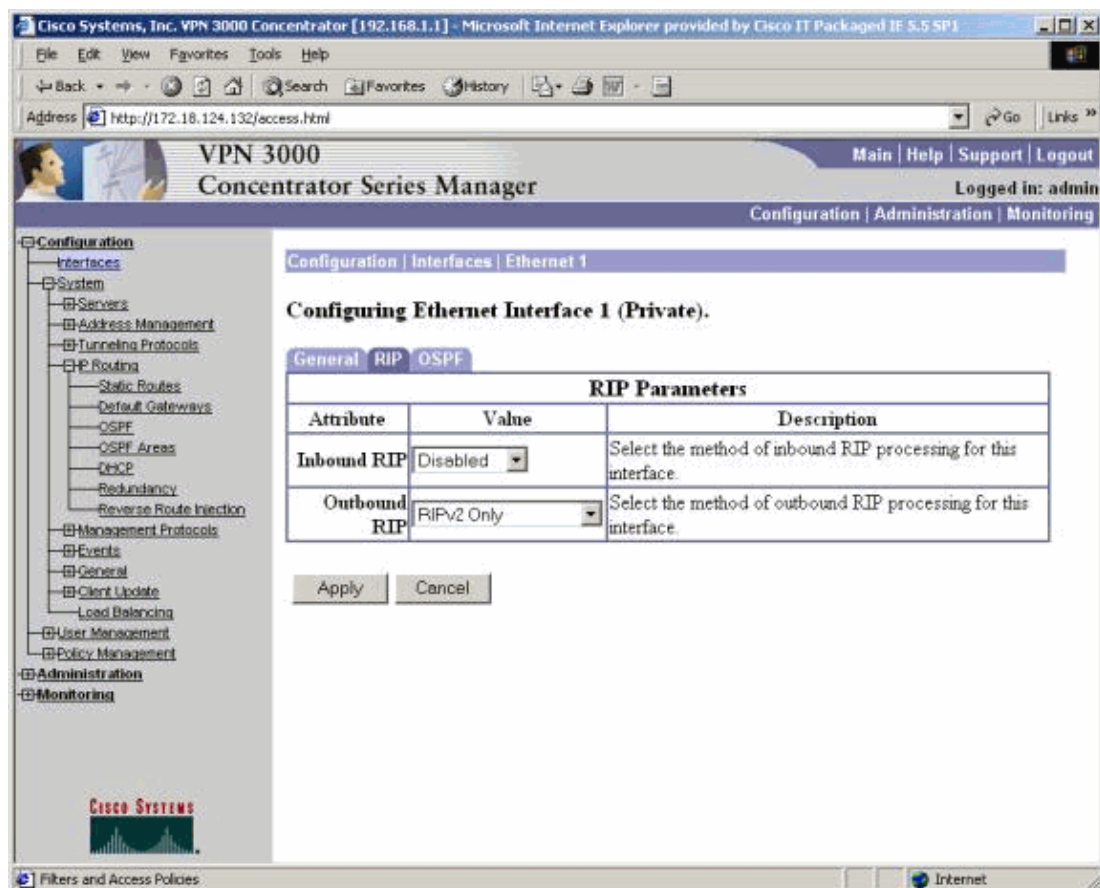 Cisco Systems, Inc. VPN 3000 Concentrator [192.168.1.1] - Microsoft Internet Explorer provided by Cisco IT Packaged IE 5.5 SP1
File Edit View Favorites Tools Help
Back Search Favorites History
Address http://172.18.124.132/access.html Go Links »
VPN 3000
Concentrator Series Manager
Main | Help | Support | Logout
Logged in: admin
Configuration | Administration | Monitoring
Configuration
Interfaces
System
Servers
Address Management
Tunneling Protocols
IP Routing
Static Routes
Default Gateways
OSPF
OSPF Areas
DHCP
Redundancy
Reverse Route Injection
Management Protocols
Events
General
Client Update
Load Balancing
User Management
Policy Management
Administration
Monitoring
CISCO SYSTEMS
Configuration | Interfaces | Ethernet 1
Configuring Ethernet Interface 1 (Private).
General RIP OSPF
RIP Parameters
Attribute Value Description
Inbound RIP Disabled Select the method of inbound RIP processing for this
interface.
Outbound RIPv2 Only Select the method of outbound RIP processing for this
RIP interface.
Apply Cancel
Filters and Access Policies Internet